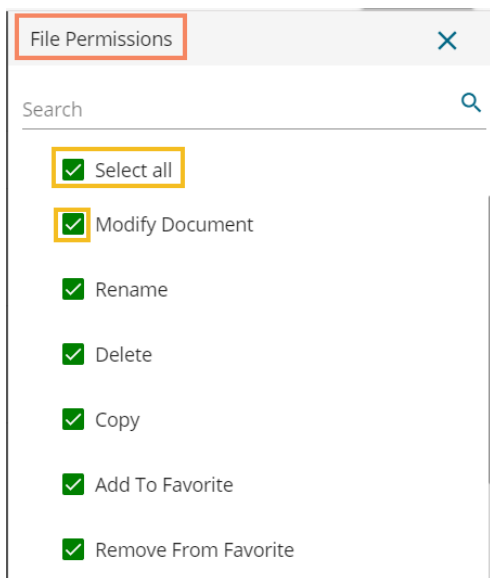 File Permissions
Search
Select all
Modify Document
Rename
Delete
Copy
Add To Favorite
Remove From Favorite